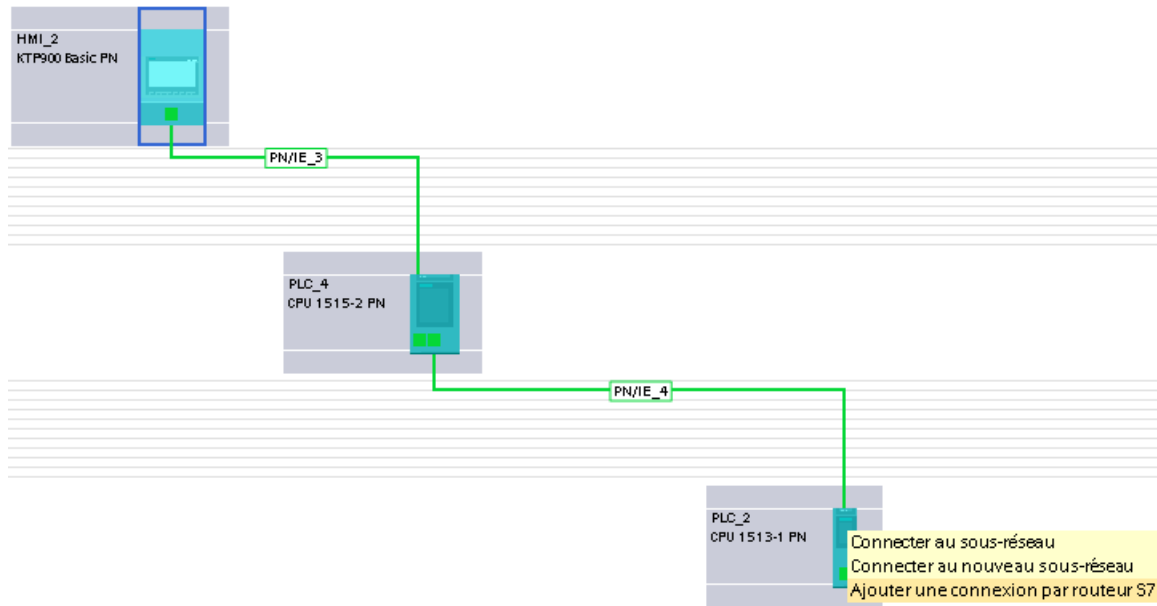 HMI_2
KTP900 Basic PN
PN/IE_3
PLC_4
CPU 1515-2 PN
PN/IE_4
PLC_2
CPU 1513-1 PN
Connecter au sous-réseau
Connecter au nouveau sous-réseau
Ajouter une connexion par routeur S7